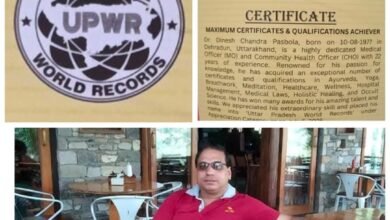 UPWR
WORLD RECORDS
CERTIFICATE
MAXIMUM CERTIFICATES & QUALIFICATIONS ACHIEVER
Dr. Dinesh Chandra Pasbola, born on 10-08-1977 in
Dehradun, Uttarakhand, is a highly dedicated Medical
Officer (MO) and Community Health Officer (CHO) with 22
years of experience. Renowned for his passion for
knowledge, he has acquired an exceptional number of
certificates and qualifications in Ayurveda, Yoga,
Breathwork, Meditation, Healthcare, Wellness, Hospital
Management, Medical Laws, Holistic Healing, and Occult
Science. He has won many awards for his amazing talent and
skills. We appreciated his extraordinary skill and placed his
name into 'Uttar Pradesh World Records' under
Appreciation